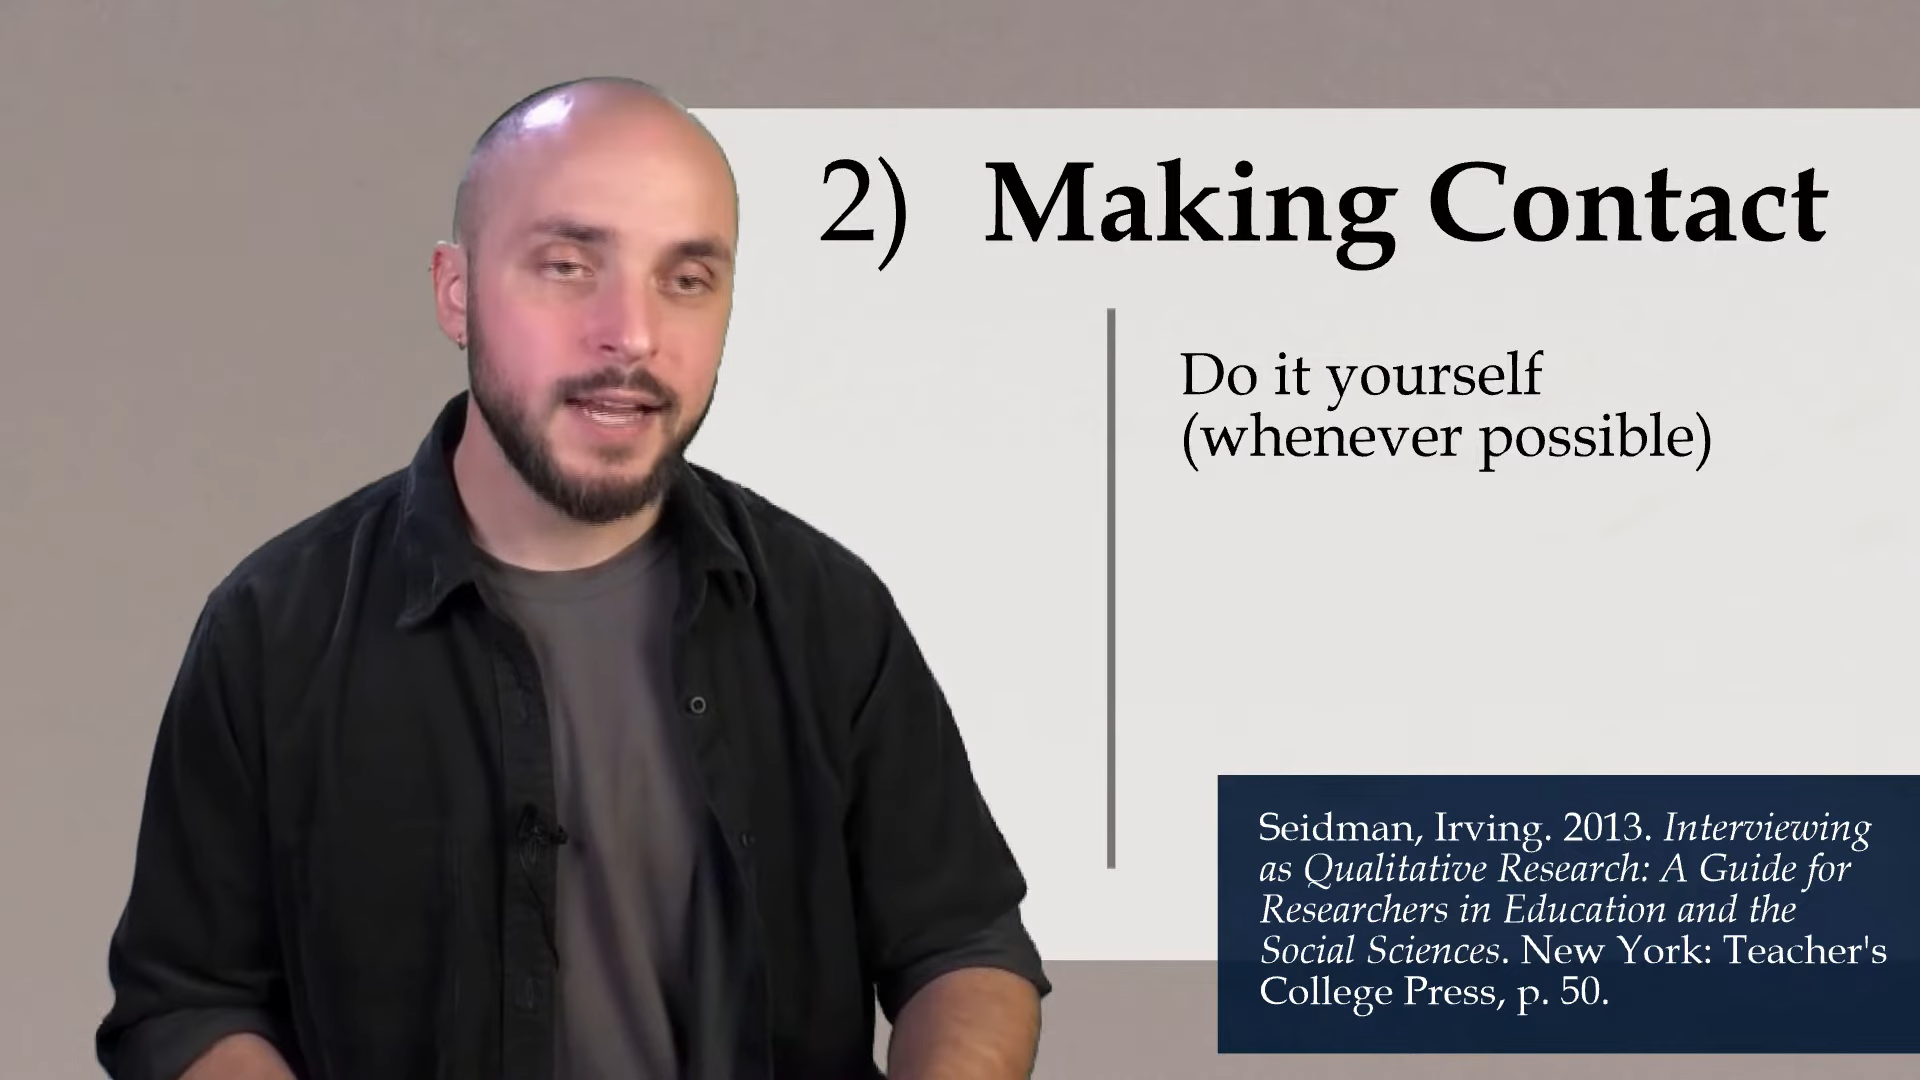 2) Making Contact
Do it yourself
(whenever possible)
Seidman, Irving. 2013. Interviewing
as Qualitative Research: A Guide for
Researchers in Education and the
Social Sciences. New York: Teacher's
College Press, p. 50.